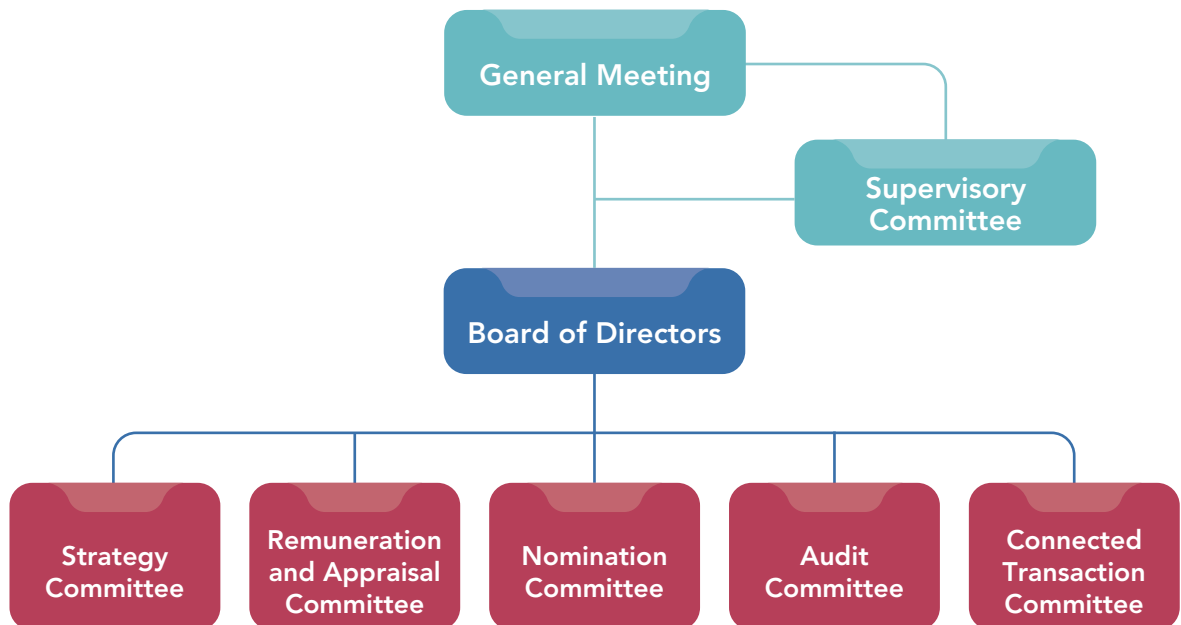 General Meeting
Supervisory
Committee
Board of Directors
Strategy
Committee
Remuneration
and Appraisal
Committee
Nomination
Committee
Audit
Committee
Connected
Transaction
Committee